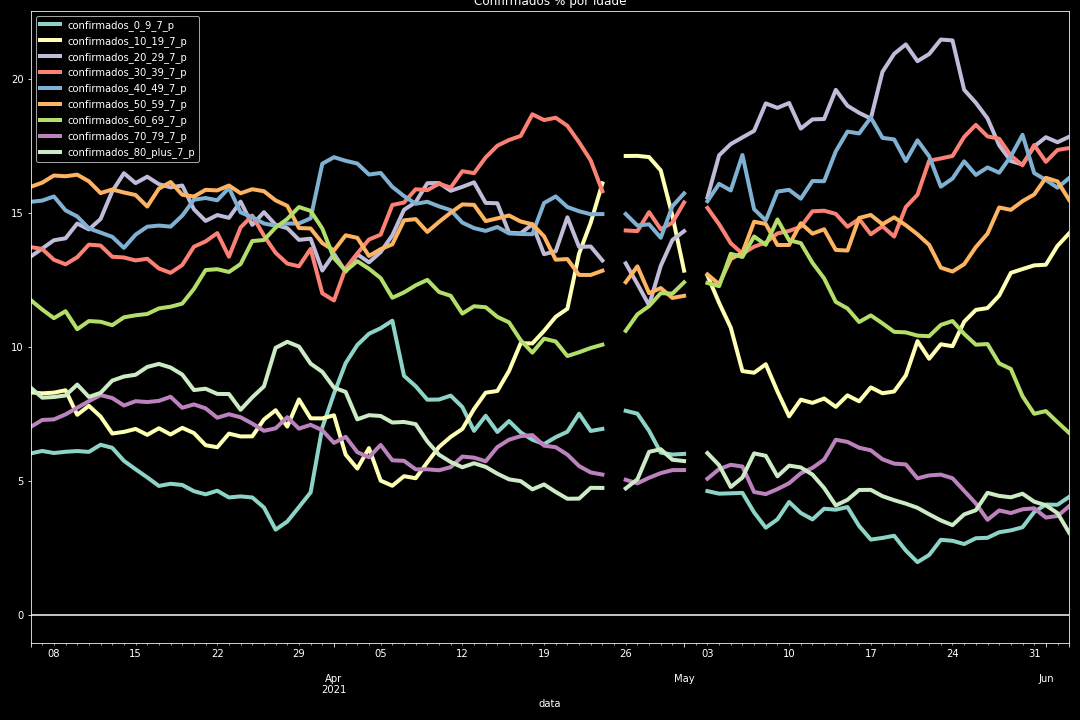 Confirmados % por idade
confirmados_0_9_7_p
confirmados_10_19_7_p
confirmados_20_29_7_p
confirmados_30_39_7_p
confirmados_40_49_7_p
confirmados_50_59_7_p
confirmados_60_69_7_p
confirmados_70_79_7_p
confirmados_80_plus_7_p
20
15
10
5
0
08 15 22 29 05 12 19 26 03 10 17 24 31
Apr May Jun
2021
data